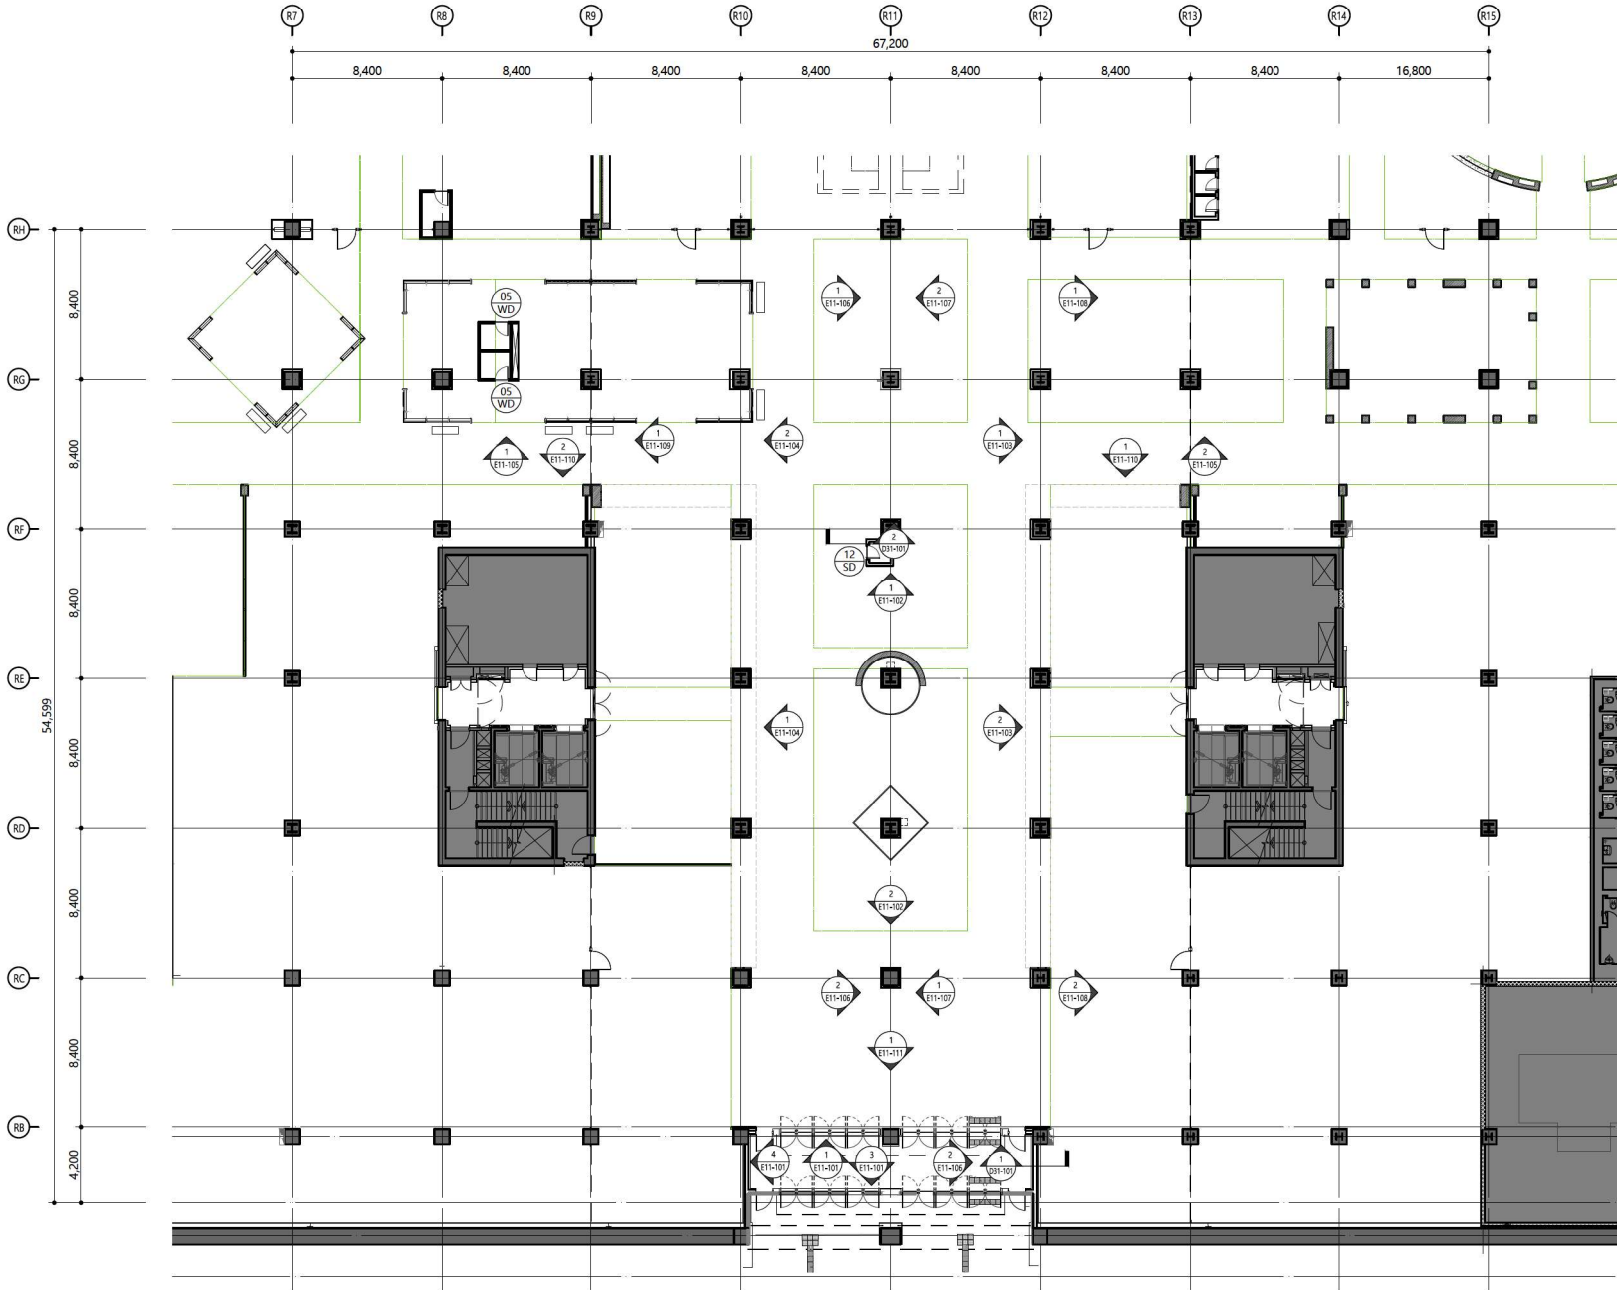 R7 R8 R9 R10 R11 R12 R13 R14 R15
67,200
8,400 8,400 8,400 8,400 8,400 8,400 8,400 16,800
RH
1 E11-106
2 E11-107
1 E11-108
05 WD
8,400
RG
05 WD
1 E11-109
2 E11-104
1 E11-103
1 E11-105
2 E11-110
1 E11-110
2 E11-105
8,400
RF
2 D31-101
12 SD
1 E11-102
8,400
RE
54,599
1 E11-104
2 E11-103
8,400
RD
2 E11-102
8,400
RC
2 E11-106
1 E11-107
2 E11-108
1 E11-111
8,400
RB
4 E11-101
1 E11-101
3 E11-101
2 E11-106
1 D31-101
4,200